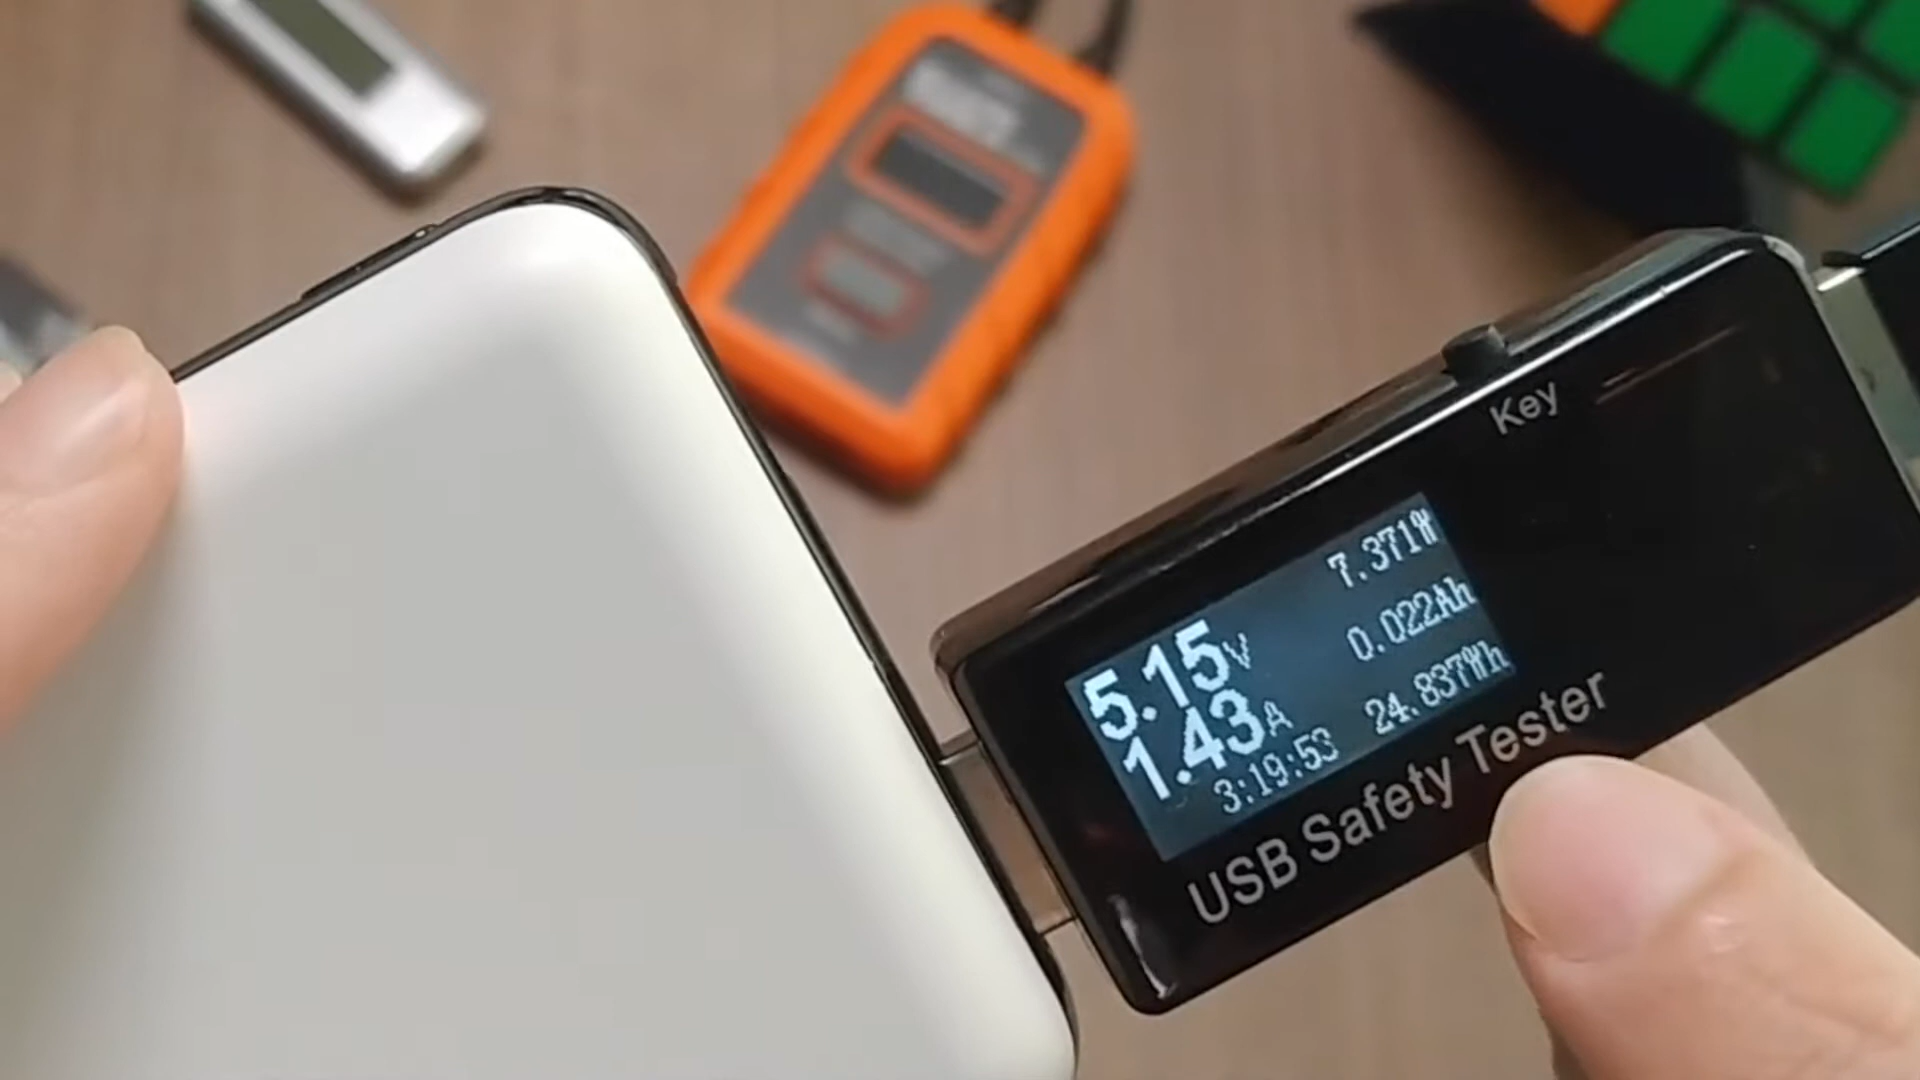 Key
7.371W
5.15V
0.022Ah
1.43A
24.837Wh
3:19:53
USB Safety Tester